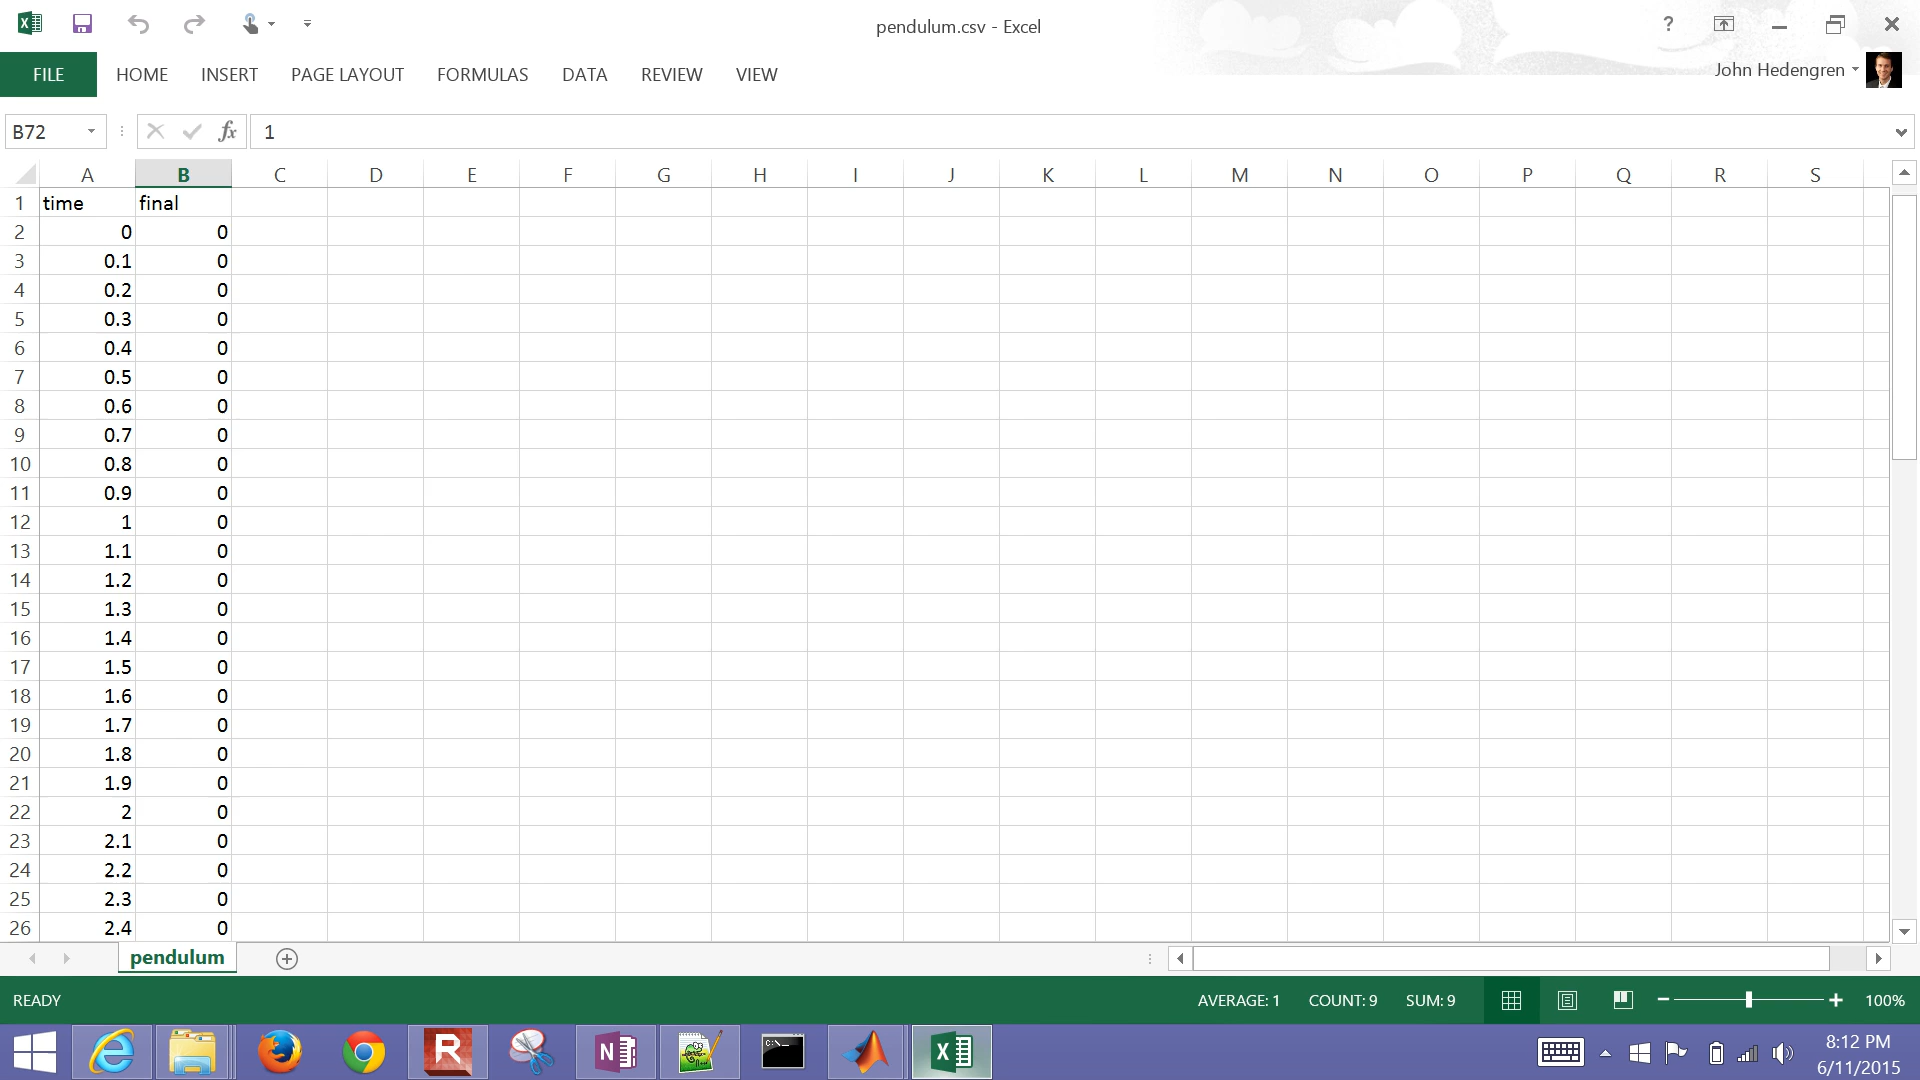 pendulum.csv - Excel
?
FILE HOME INSERT PAGE LAYOUT FORMULAS DATA REVIEW VIEW
John Hedengren
B72 fx 1
A B C D E F G H I J K L M N O P Q R S
1 time final
2 0 0
3 0.1 0
4 0.2 0
5 0.3 0
6 0.4 0
7 0.5 0
8 0.6 0
9 0.7 0
10 0.8 0
11 0.9 0
12 1 0
13 1.1 0
14 1.2 0
15 1.3 0
16 1.4 0
17 1.5 0
18 1.6 0
19 1.7 0
20 1.8 0
21 1.9 0
22 2 0
23 2.1 0
24 2.2 0
25 2.3 0
26 2.4 0
pendulum
READY AVERAGE: 1 COUNT: 9 SUM: 9 100%
R N C:\_ X
8:12 PM
6/11/2015